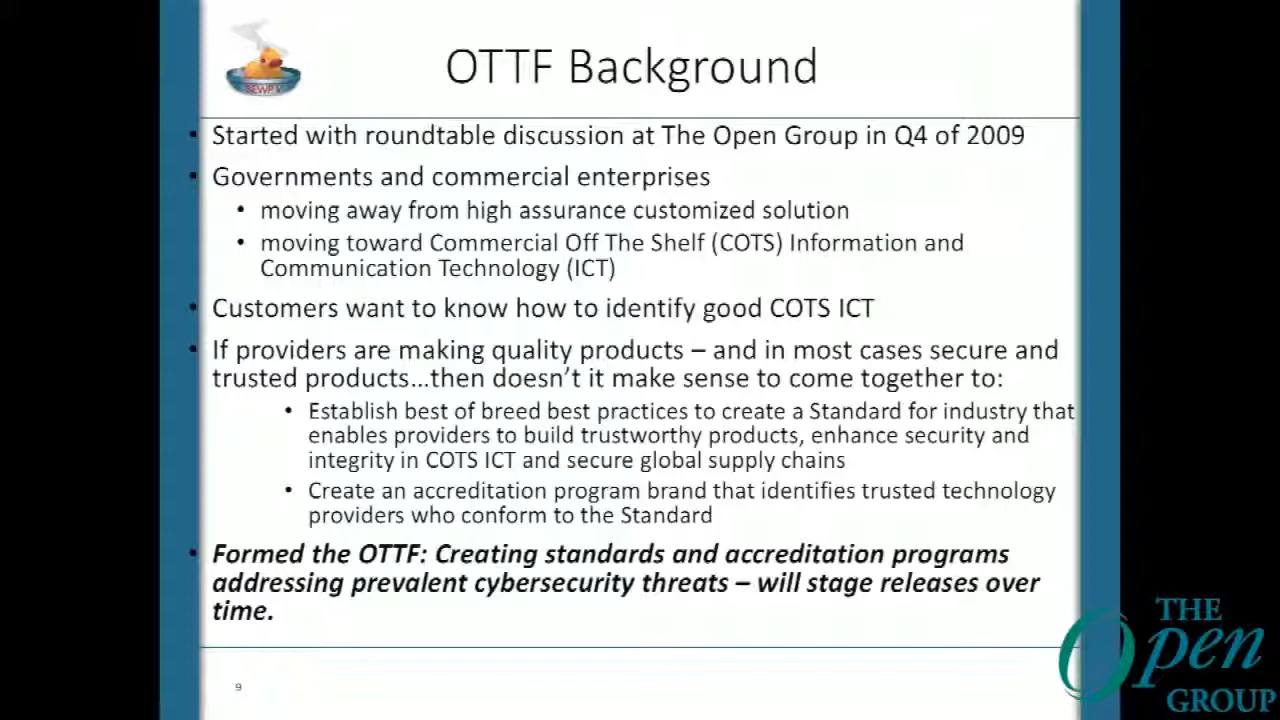 OTTF Background
• Started with roundtable discussion at The Open Group in Q4 of 2009
• Governments and commercial enterprises
• moving away from high assurance customized solution
• moving toward Commercial Off The Shelf (COTS) Information and
Communication Technology (ICT)
• Customers want to know how to identify good COTS ICT
• If providers are making quality products – and in most cases secure and
trusted products…then doesn’t it make sense to come together to:
• Establish best of breed best practices to create a Standard for industry that
enables providers to build trustworthy products, enhance security and
integrity in COTS ICT and secure global supply chains
• Create an accreditation program brand that identifies trusted technology
providers who conform to the Standard
• Formed the OTTF: Creating standards and accreditation programs
addressing prevalent cybersecurity threats – will stage releases over
time.
9
THE
Open
GROUP